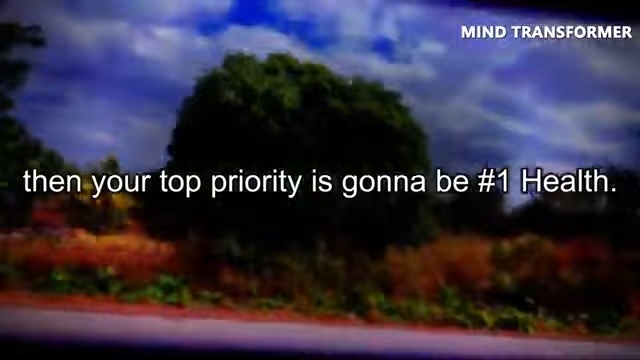 MIND TRANSFORMER
then your top priority is gonna be #1 Health.